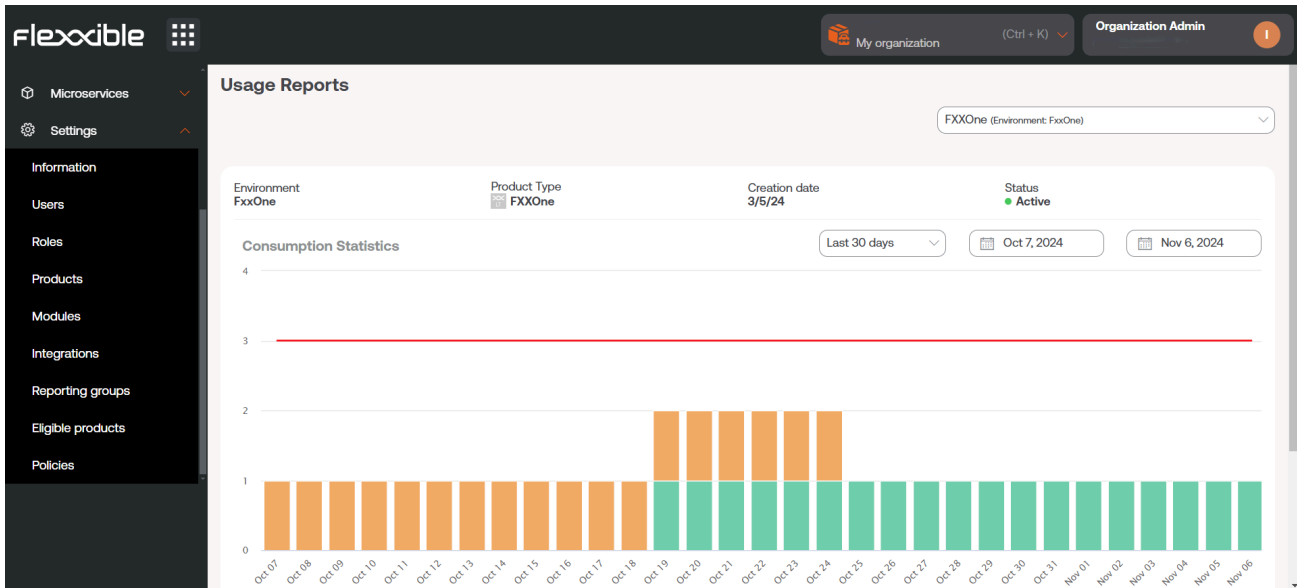 Flexxible
My organization
(Ctrl + K)
Organization Admin
I
Microservices
Settings
Information
Users
Roles
Products
Modules
Integrations
Reporting groups
Eligible products
Policies
Usage Reports
FXXOne (Environment: FxxOne)
Environment
FxxOne
Product Type
FXXOne
Creation date
3/5/24
Status
Active
Consumption Statistics
Last 30 days
Oct 7, 2024
Nov 6, 2024
4
3
2
1
0
Oct 07
Oct 08
Oct 09
Oct 10
Oct 11
Oct 12
Oct 13
Oct 14
Oct 15
Oct 16
Oct 17
Oct 18
Oct 19
Oct 20
Oct 21
Oct 22
Oct 23
Oct 24
Oct 25
Oct 26
Oct 27
Oct 28
Oct 29
Oct 30
Oct 31
Nov 01
Nov 02
Nov 03
Nov 04
Nov 05
Nov 06